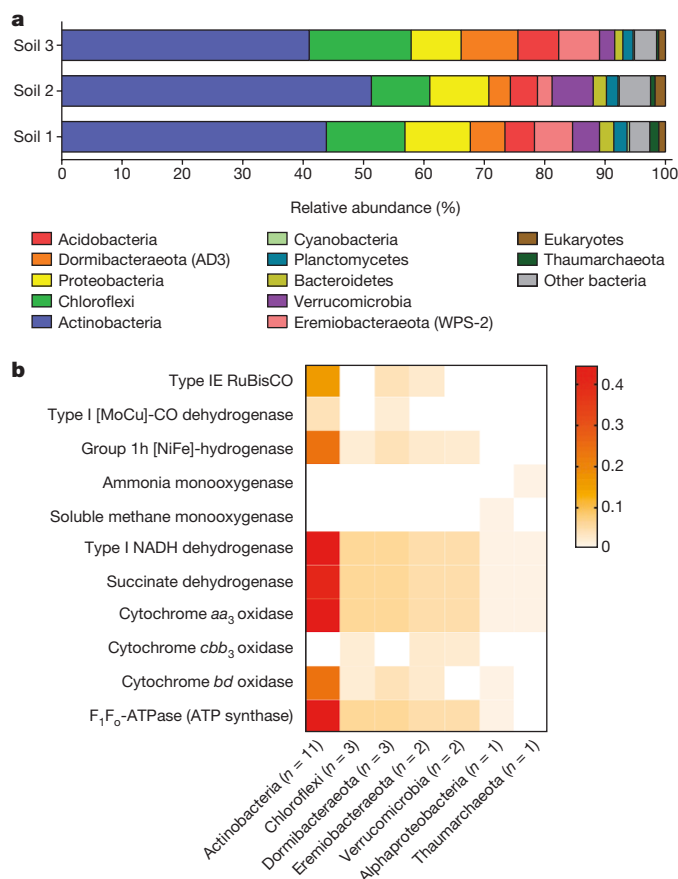 a
Soil 3
Soil 2
Soil 1
0 10 20 30 40 50 60 70 80 90 100
Relative abundance (%)
Acidobacteria Cyanobacteria Eukaryotes
Dormibacteraeota (AD3) Planctomycetes Thaumarchaeota
Proteobacteria Bacteroidetes Other bacteria
Chloroflexi Verrucomicrobia
Actinobacteria Eremiobacteraeota (WPS-2)
b
Type IE RuBisCO
Type I [MoCu]-CO dehydrogenase
Group 1h [NiFe]-hydrogenase
Ammonia monooxygenase
Soluble methane monooxygenase
Type I NADH dehydrogenase
Succinate dehydrogenase
Cytochrome aa₃ oxidase
Cytochrome cbb₃ oxidase
Cytochrome bd oxidase
F₁Fₒ-ATPase (ATP synthase)
0.4
0.3
0.2
0.1
0
Actinobacteria (n = 11)
Chloroflexi (n = 3)
Dormibacteraeota (n = 3)
Eremiobacteraeota (n = 2)
Verrucomicrobia (n = 2)
Alphaproteobacteria (n = 1)
Thaumarchaeota (n = 1)